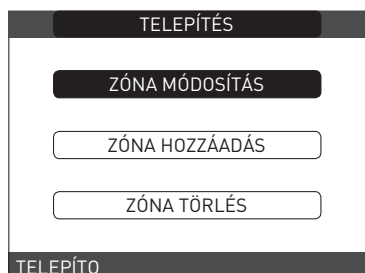 TELEPÍTÉS
ZÓNA MÓDOSÍTÁS
ZÓNA HOZZÁADÁS
ZÓNA TÖRLÉS
TELEPÍTO